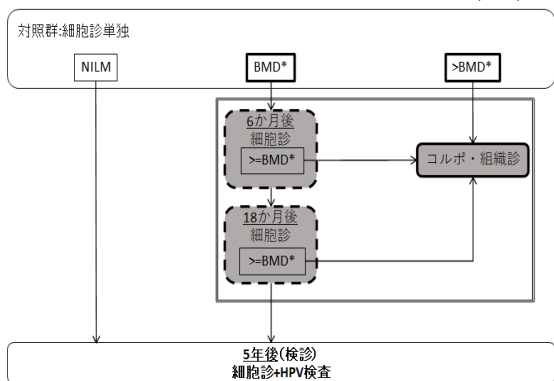 対照群:細胞診単独
NILM
BMD*
>BMD*
6か月後
細胞診
>=BMD*
コルポ・組織診
18か月後
細胞診
>=BMD*
5年後(検診)
細胞診+HPV検査